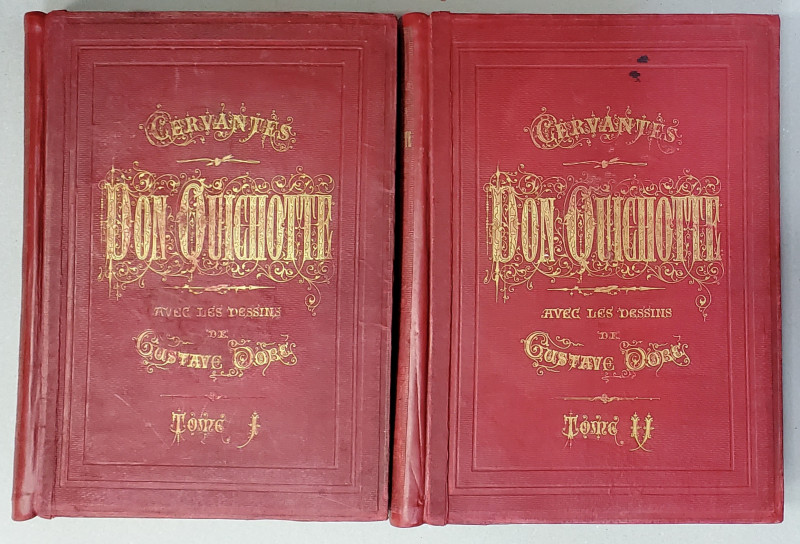 CERVANTES
DON QUICHOTTE
AVEC LES DESSINS
DE
GUSTAVE DORÉ
TOME I
CERVANTES
DON QUICHOTTE
AVEC LES DESSINS
DE
GUSTAVE DORÉ
TOME II